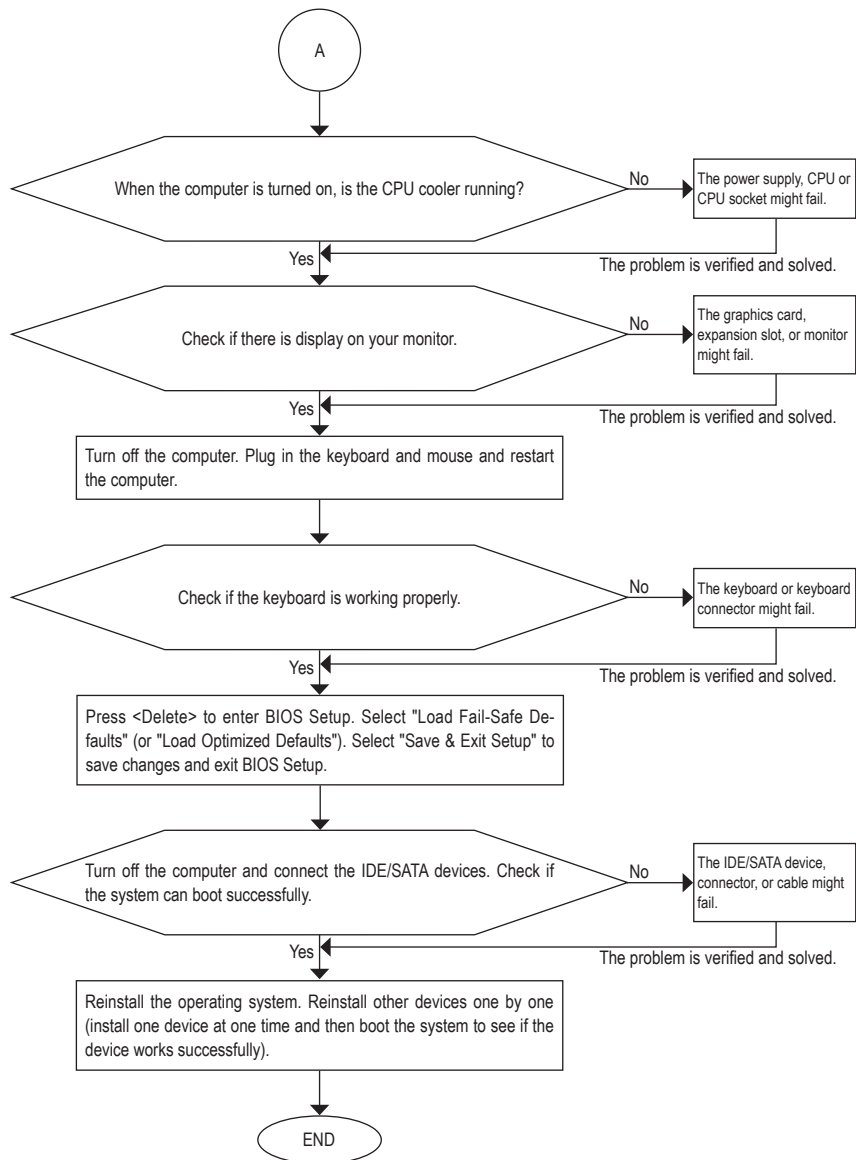 A
When the computer is turned on, is the CPU cooler running?
No
The power supply, CPU or
CPU socket might fail.
Yes
The problem is verified and solved.
Check if there is display on your monitor.
No
The graphics card,
expansion slot, or monitor
might fail.
Yes
The problem is verified and solved.
Turn off the computer. Plug in the keyboard and mouse and restart
the computer.
Check if the keyboard is working properly.
No
The keyboard or keyboard
connector might fail.
Yes
The problem is verified and solved.
Press <Delete> to enter BIOS Setup. Select "Load Fail-Safe De-
faults" (or "Load Optimized Defaults"). Select "Save & Exit Setup" to
save changes and exit BIOS Setup.
Turn off the computer and connect the IDE/SATA devices. Check if
the system can boot successfully.
No
The IDE/SATA device,
connector, or cable might
fail.
Yes
The problem is verified and solved.
Reinstall the operating system. Reinstall other devices one by one
(install one device at one time and then boot the system to see if the
device works successfully).
END